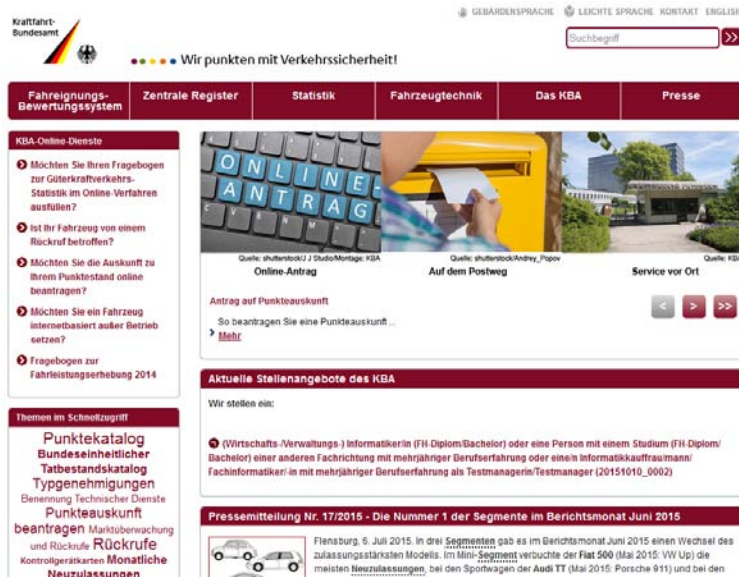 GEBÄRDENSPRACHE LEICHTE SPRACHE KONTAKT ENGLISH
Kraftfahrt-
Bundesamt
Suchbegriff
Wir punkten mit Verkehrssicherheit!
Fahreignungs-
Bewertungssystem
Zentrale Register
Statistik
Fahrzeugtechnik
Das KBA
Presse
KBA-Online-Dienste
Möchten Sie Ihren Fragebogen
zur Güterkraftverkehrs-
Statistik im Online-Verfahren
ausfüllen?
Ist Ihr Fahrzeug von einem
Rückruf betroffen?
Möchten Sie die Auskunft zu
Ihrem Punktestand online
beantragen?
Möchten Sie ein Fahrzeug
internetbasiert außer Betrieb
setzen?
Fragebogen zur
Fahrleistungserhebung 2014
Themen im Schnellzugriff
Punktekatalog
Bundeseinheitlicher
Tatbestandskatalog
Typgenehmigungen
Benennung Technischer Dienste
Punkteauskunft
beantragen Marktüberwachung
und Rückrufe Rückrufe
Kontrollgerätkarten Monatliche
Neuzulassungen
ONLINE-
ANTRAG
C V B N M
Quelle: shutterstock/J J Studio/Montage: KBA
Online-Antrag
Quelle: shutterstock/Andrey_Popov
Auf dem Postweg
Quelle: KBA
Service vor Ort
Antrag auf Punkteauskunft
So beantragen Sie eine Punkteauskunft ...
Mehr
< > >>
Aktuelle Stellenangebote des KBA
Wir stellen ein:
(Wirtschafts-/Verwaltungs-) Informatiker/in (FH-Diplom/Bachelor) oder eine Person mit einem Studium (FH-Diplom/
Bachelor) einer anderen Fachrichtung mit mehrjähriger Berufserfahrung oder eine/n Informatikkauffrau/mann/
Fachinformatiker/-in mit mehrjähriger Berufserfahrung als Testmanagerin/Testmanager (20151010_0002)
Pressemitteilung Nr. 17/2015 - Die Nummer 1 der Segmente im Berichtsmonat Juni 2015
Flensburg, 6. Juli 2015. In drei Segmenten gab es im Berichtsmonat Juni 2015 einen Wechsel des
zulassungsstärksten Modells. Im Mini-Segment verbuchte der Fiat 500 (Mai 2015: VW Up) die
meisten Neuzulassungen, bei den Sportwagen der Audi TT (Mai 2015: Porsche 911) und bei den